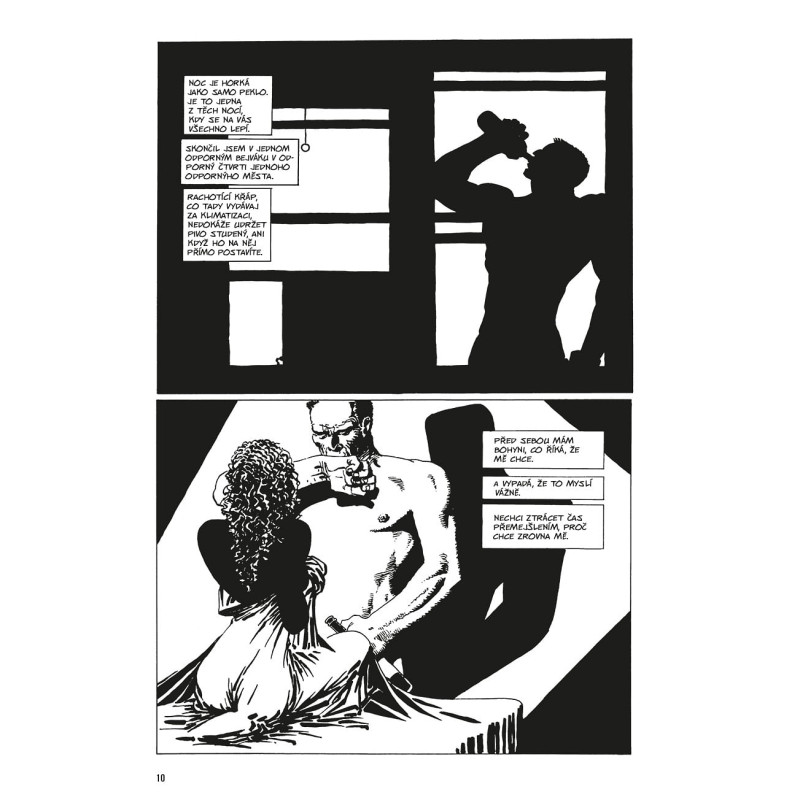 NOC JE HORKÁ
JAKO SAMO PEKLO.
JE TO JEDNA
Z TĚCH NOCÍ,
KDY SE NA VÁS
VŠECHNO LEPÍ.
SKONČIL JSEM V JEDNOM
ODPORNÝM BEJVÁKU V OD-
PORNÝ ČTVRTI JEDNOHO
ODPORNÝHO MĚSTA.
RACHOTÍCÍ KŘÁP,
CO TADY VYDÁVAJ
ZA KLIMATIZACI,
NEDOKÁŽE UDRŽET
PIVO STUDENÝ, ANI
KDYŽ HO NA NĚJ
PŘÍMO POSTAVÍTE.
PŘED SEBOU MÁM
BOHYNI, CO ŘÍKÁ, ŽE
MĚ CHCE.
A VYPADÁ, ŽE TO MYSLÍ
VÁŽNĚ.
NECHCI ZTRÁCET ČAS
PŘEMEJŠLENÍM, PROČ
CHCE ZROVNA MĚ.
10